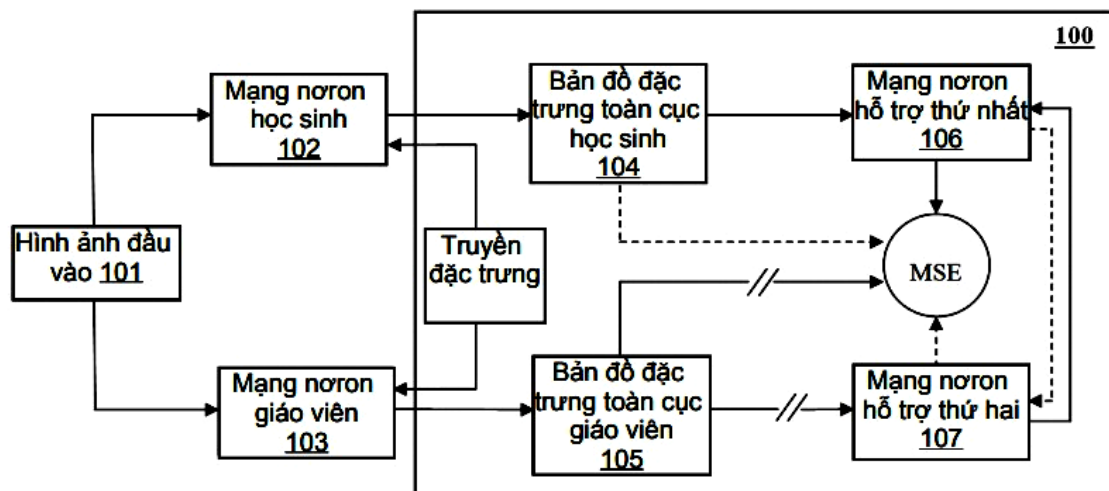 100
Mạng nơron
học sinh
102
Bản đồ đặc
trưng toàn cục
học sinh
104
Mạng nơron
hỗ trợ thứ nhất
106
Hình ảnh đầu
vào 101
Truyền
đặc trưng
MSE
Mạng nơron
giáo viên
103
Bản đồ đặc
trưng toàn cục
giáo viên
105
Mạng nơron
hỗ trợ thứ hai
107